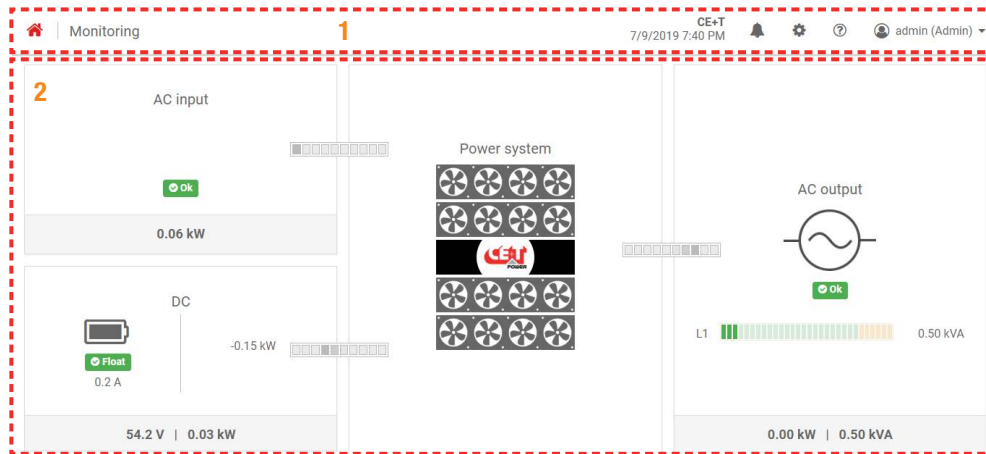 Monitoring
1
CE+T
7/9/2019 7:40 PM
admin (Admin)
2
AC input
Ok
0.06 kW
DC
Float
0.2 A
-0.15 kW
54.2 V | 0.03 kW
Power system
CE+T
POWER
AC output
Ok
L1
0.50 kVA
0.00 kW | 0.50 kVA